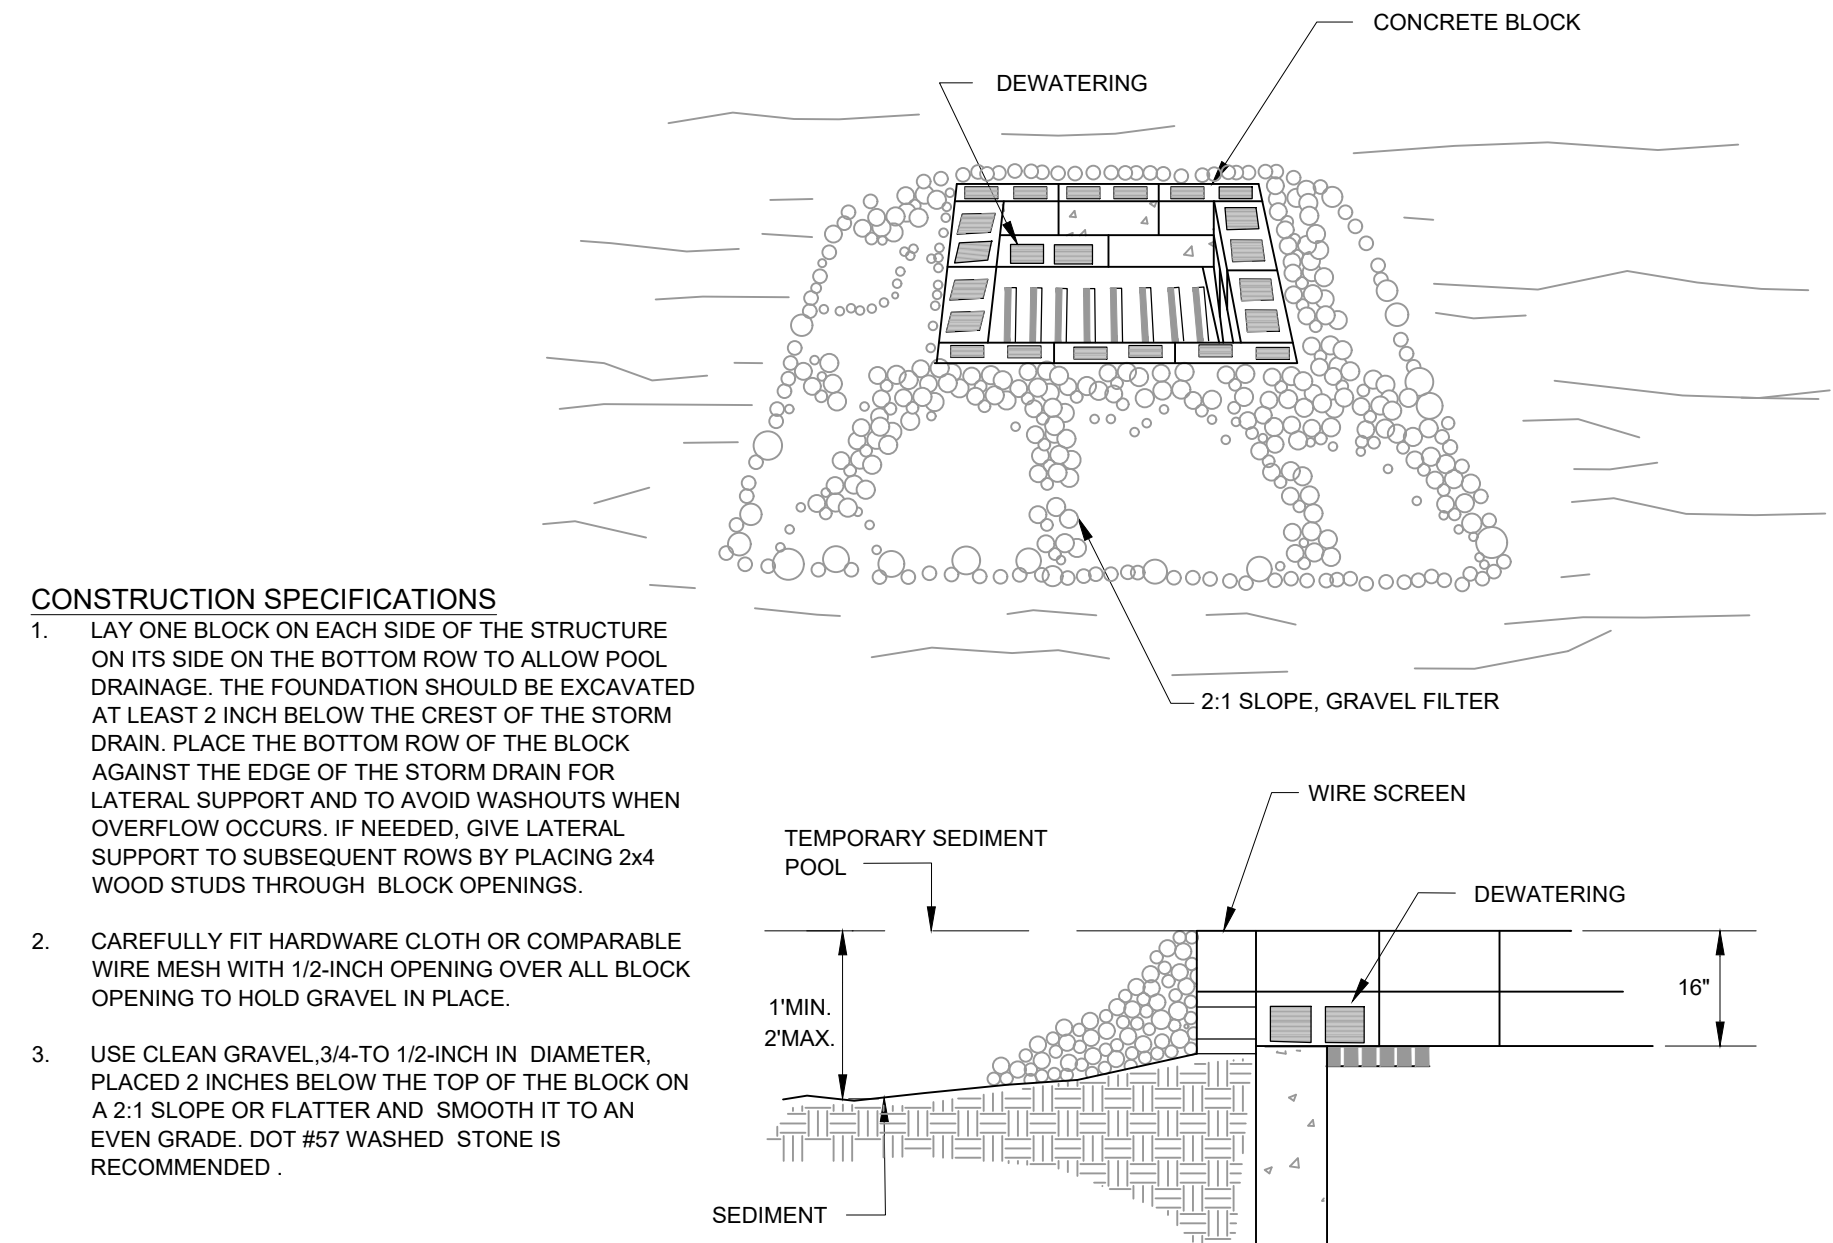 CONCRETE BLOCK
DEWATERING
2:1 SLOPE, GRAVEL FILTER
CONSTRUCTION SPECIFICATIONS
1. LAY ONE BLOCK ON EACH SIDE OF THE STRUCTURE
ON ITS SIDE ON THE BOTTOM ROW TO ALLOW POOL
DRAINAGE. THE FOUNDATION SHOULD BE EXCAVATED
AT LEAST 2 INCH BELOW THE CREST OF THE STORM
DRAIN. PLACE THE BOTTOM ROW OF THE BLOCK
AGAINST THE EDGE OF THE STORM DRAIN FOR
LATERAL SUPPORT AND TO AVOID WASHOUTS WHEN
OVERFLOW OCCURS. IF NEEDED, GIVE LATERAL
SUPPORT TO SUBSEQUENT ROWS BY PLACING 2x4
WOOD STUDS THROUGH BLOCK OPENINGS.
2. CAREFULLY FIT HARDWARE CLOTH OR COMPARABLE
WIRE MESH WITH 1/2-INCH OPENING OVER ALL BLOCK
OPENING TO HOLD GRAVEL IN PLACE.
3. USE CLEAN GRAVEL,3/4-TO 1/2-INCH IN DIAMETER,
PLACED 2 INCHES BELOW THE TOP OF THE BLOCK ON
A 2:1 SLOPE OR FLATTER AND SMOOTH IT TO AN
EVEN GRADE. DOT #57 WASHED STONE IS
RECOMMENDED .
WIRE SCREEN
TEMPORARY SEDIMENT
POOL
DEWATERING
1'MIN.
2'MAX.
16"
SEDIMENT